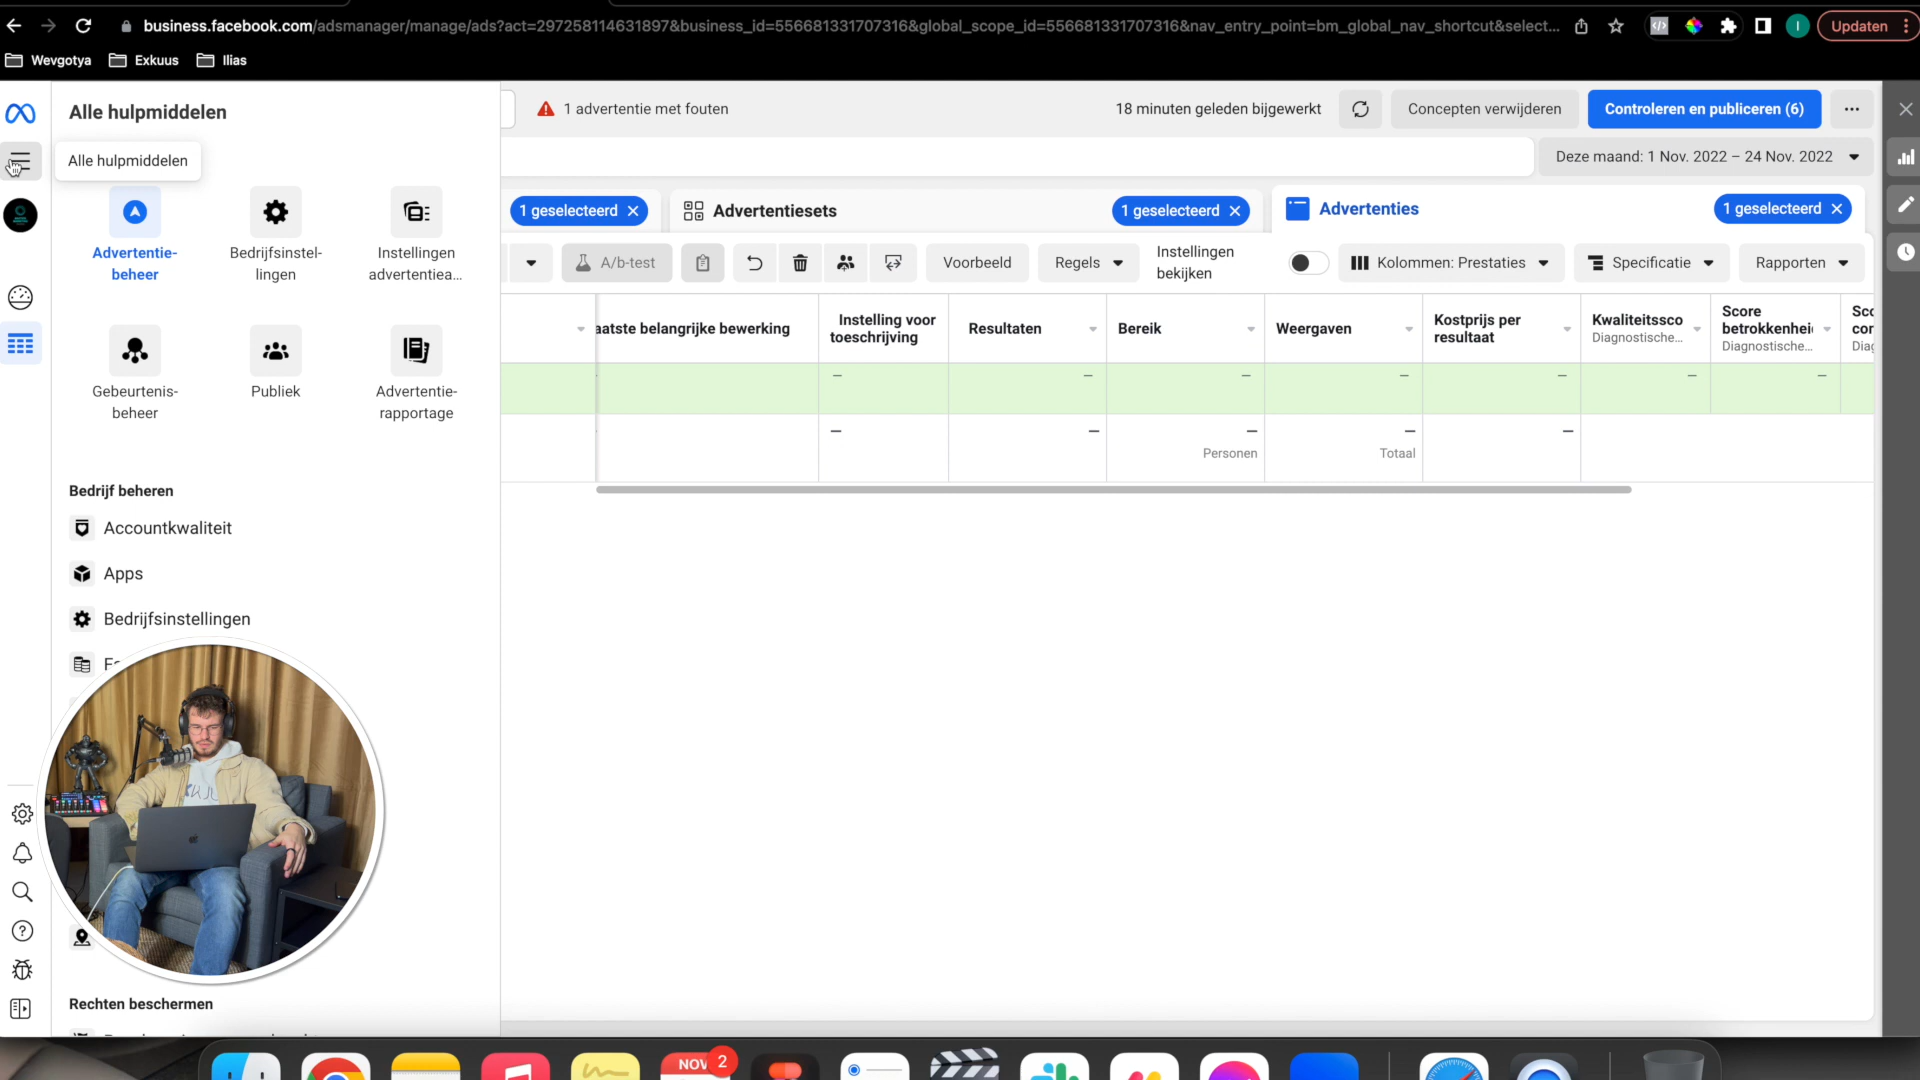 business.facebook.com/adsmanager/manage/ads?act=297258114631897&business_id=556681331707316&global_scope_id=556681331707316&nav_entry_point=bm_global_nav_shortcut&select...
Updaten
Wevgotya
Exkuus
Ilias
Alle hulpmiddelen
1 advertentie met fouten
18 minuten geleden bijgewerkt
Concepten verwijderen
Controleren en publiceren (6)
Alle hulpmiddelen
Deze maand: 1 Nov. 2022 – 24 Nov. 2022
1 geselecteerd
Advertentiesets
1 geselecteerd
Advertenties
1 geselecteerd
Advertentie-
beheer
Bedrijfsinstel-
lingen
Instellingen
advertentiea...
A/b-test
Voorbeeld
Regels
Instellingen
bekijken
Kolommen: Prestaties
Specificatie
Rapporten
aatste belangrijke bewerking
Instelling voor
toeschrijving
Resultaten
Bereik
Weergaven
Kostprijs per
resultaat
Kwaliteitssco
Diagnostische...
Score
betrokkenhei
Diagnostische...
Sco
con
Diag
Personen
Totaal
Gebeurtenis-
beheer
Publiek
Advertentie-
rapportage
Bedrijf beheren
Accountkwaliteit
Apps
Bedrijfsinstellingen
Rechten beschermen
NOV
2